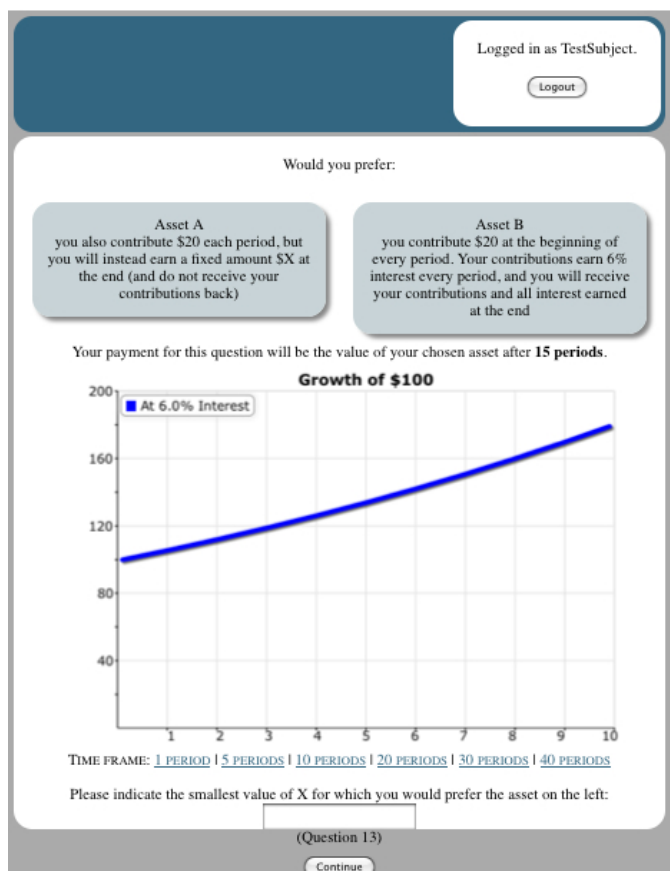 Logged in as TestSubject.
Logout
Would you prefer:
Asset A
you also contribute $20 each period, but
you will instead earn a fixed amount $X at
the end (and do not receive your
contributions back)
Asset B
you contribute $20 at the beginning of
every period. Your contributions earn 6%
interest every period, and you will receive
your contributions and all interest earned
at the end
Your payment for this question will be the value of your chosen asset after 15 periods.
Growth of $100
At 6.0% Interest
200
160
120
80
40
1 2 3 4 5 6 7 8 9 10
TIME FRAME: 1 PERIOD | 5 PERIODS | 10 PERIODS | 20 PERIODS | 30 PERIODS | 40 PERIODS
Please indicate the smallest value of X for which you would prefer the asset on the left:
(Question 13)
Continue